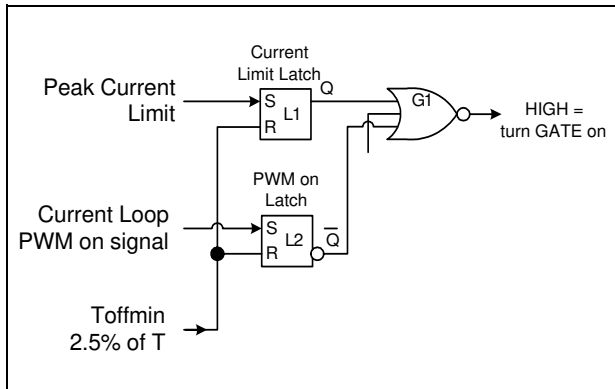 Current
Limit Latch
Peak Current
Limit
S
R
L1
Q
G1
HIGH =
turn GATE on
PWM on
Latch
Current Loop
PWM on signal
S
R
L2
Q̅
Toffmin
2.5% of T